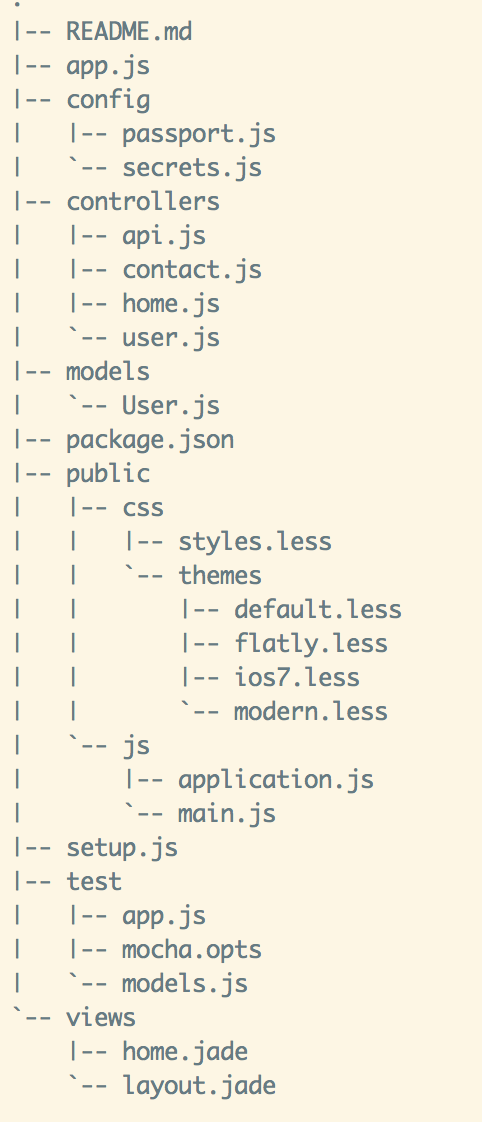 .
|-- README.md
|-- app.js
|-- config
|   |-- passport.js
|   `-- secrets.js
|-- controllers
|   |-- api.js
|   |-- contact.js
|   |-- home.js
|   `-- user.js
|-- models
|   `-- User.js
|-- package.json
|-- public
|   |-- css
|   |   |-- styles.less
|   |   `-- themes
|   |       |-- default.less
|   |       |-- flatly.less
|   |       |-- ios7.less
|   |       `-- modern.less
|   `-- js
|       |-- application.js
|       `-- main.js
|-- setup.js
|-- test
|   |-- app.js
|   |-- mocha.opts
|   `-- models.js
`-- views
    |-- home.jade
    `-- layout.jade